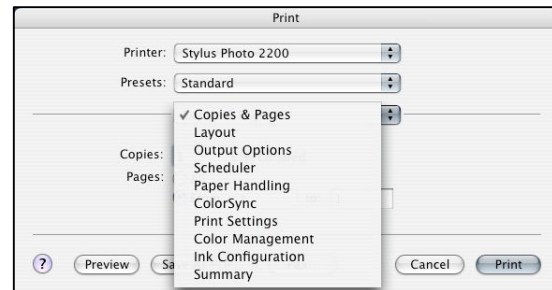 Print
Printer: Stylus Photo 2200
Presets: Standard
✓ Copies & Pages
Layout
Output Options
Copies:
Scheduler
Pages:
Paper Handling
ColorSync
Print Settings
Color Management
Ink Configuration
Summary
? Preview Sa Cancel Print